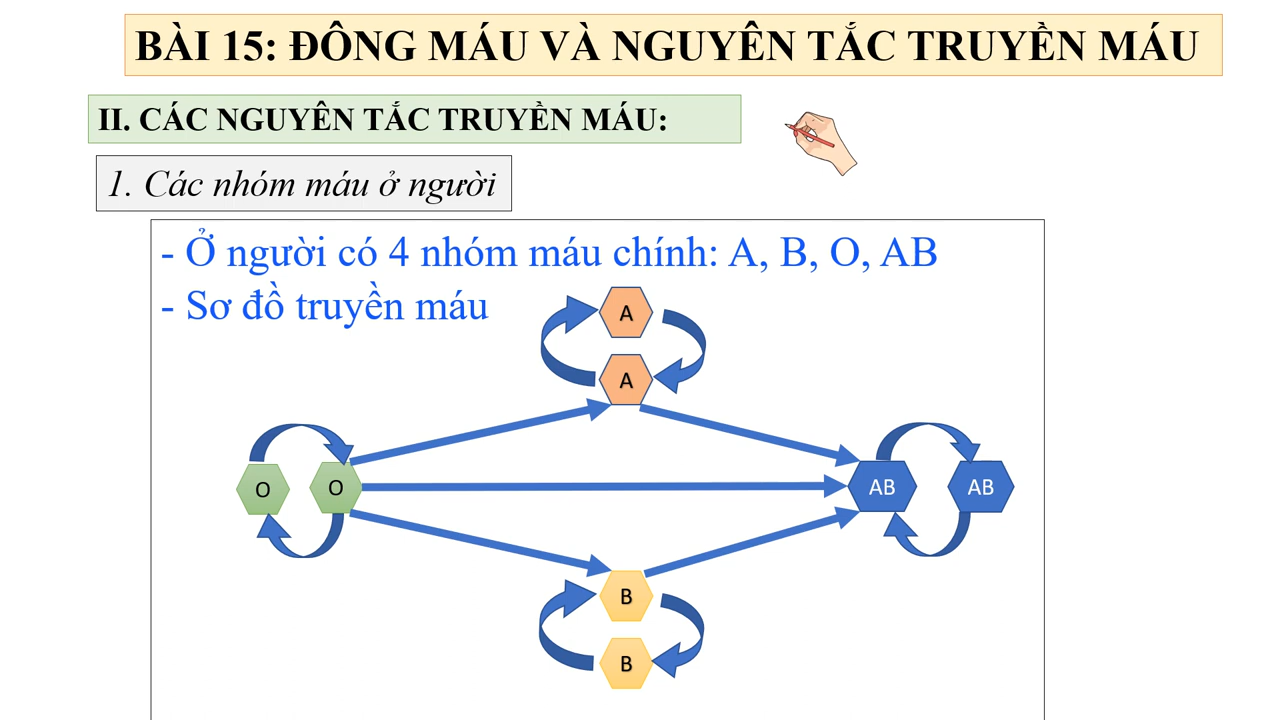 BÀI 15: ĐÔNG MÁU VÀ NGUYÊN TẮC TRUYỀN MÁU
II. CÁC NGUYÊN TẮC TRUYỀN MÁU:
1. Các nhóm máu ở người
- Ở người có 4 nhóm máu chính: A, B, O, AB
- Sơ đồ truyền máu
A
A
O O AB AB
B
B